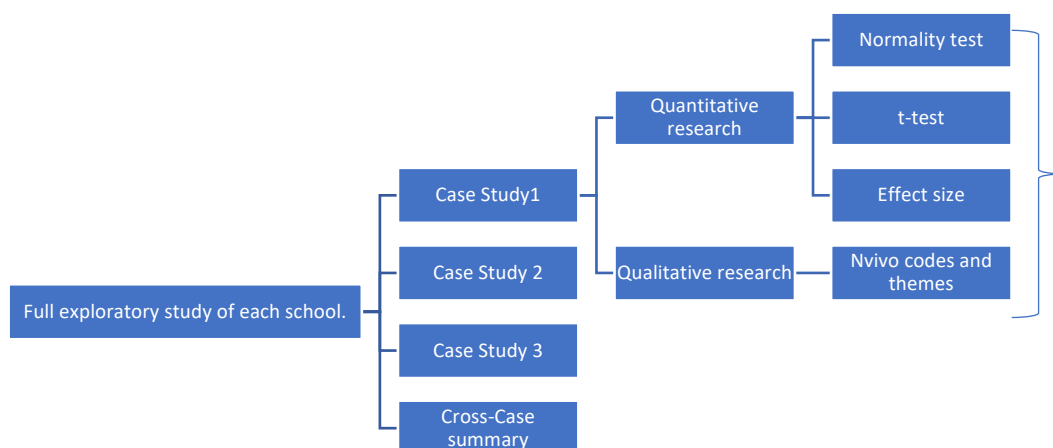 Full exploratory study of each school.
Case Study1
Case Study 2
Case Study 3
Cross-Case
summary
Quantitative
research
Qualitative research
Normality test
t-test
Effect size
Nvivo codes and
themes